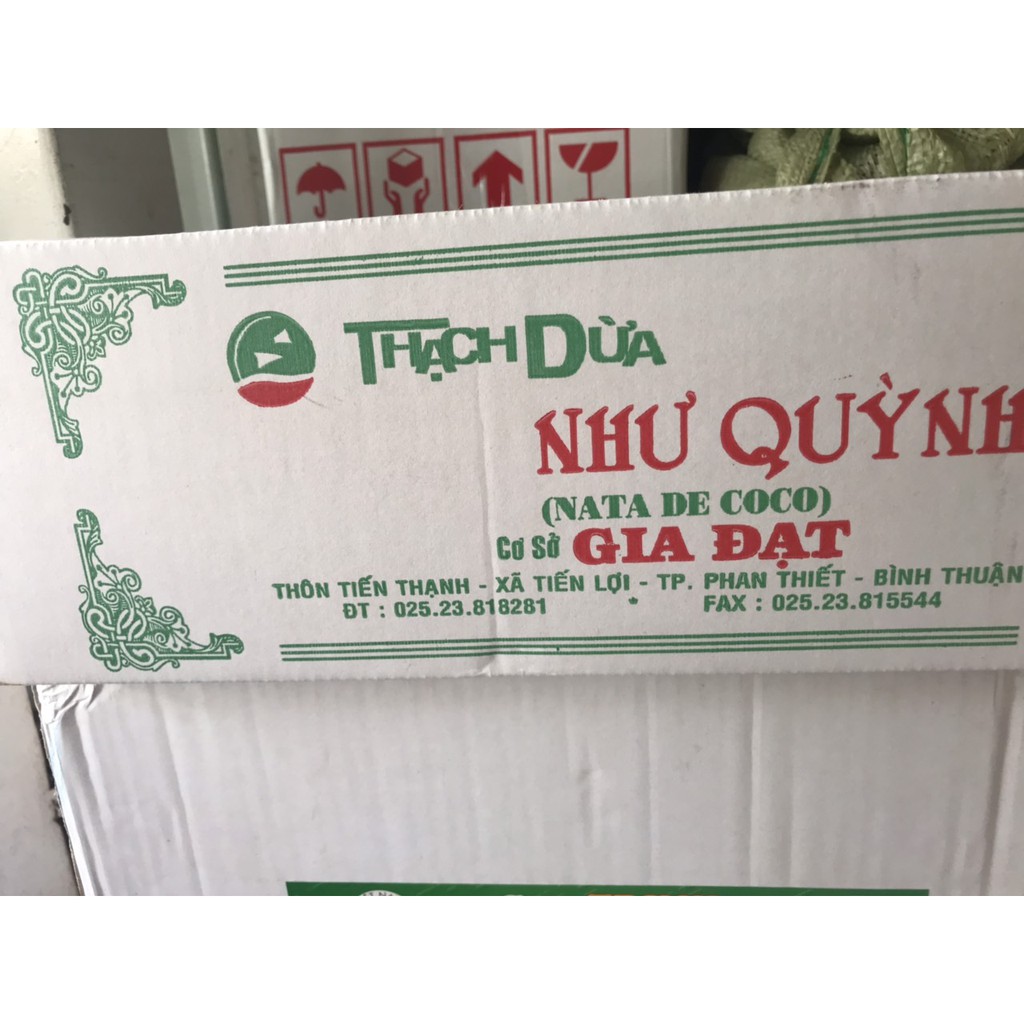 THẠCH DỪA
NHƯ QUỲNH
(NATA DE COCO)
Cơ Sở GIA ĐẠT
THÔN TIẾN THẠNH - XÃ TIẾN LỢI - TP. PHAN THIẾT - BÌNH THUẬN
ĐT : 025.23.818281 * FAX : 025.23.815544